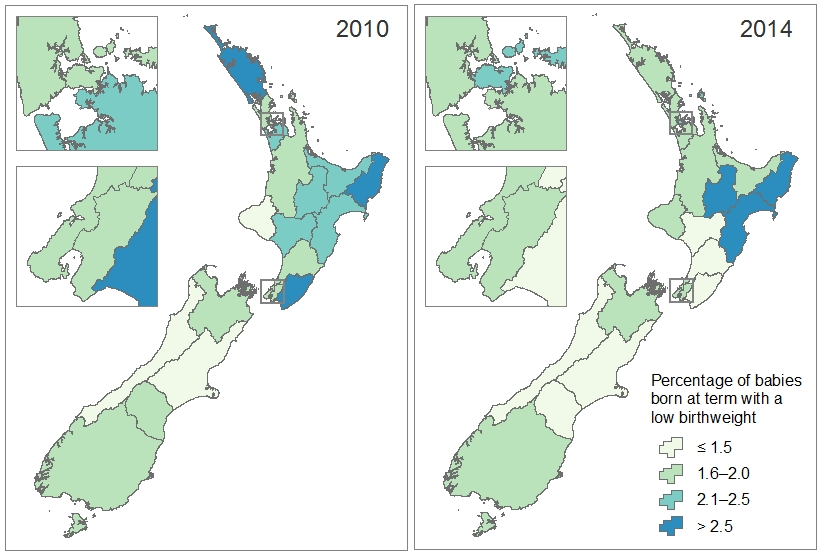 2010
2014
Percentage of babies
born at term with a
low birthweight
≤ 1.5
1.6–2.0
2.1–2.5
> 2.5